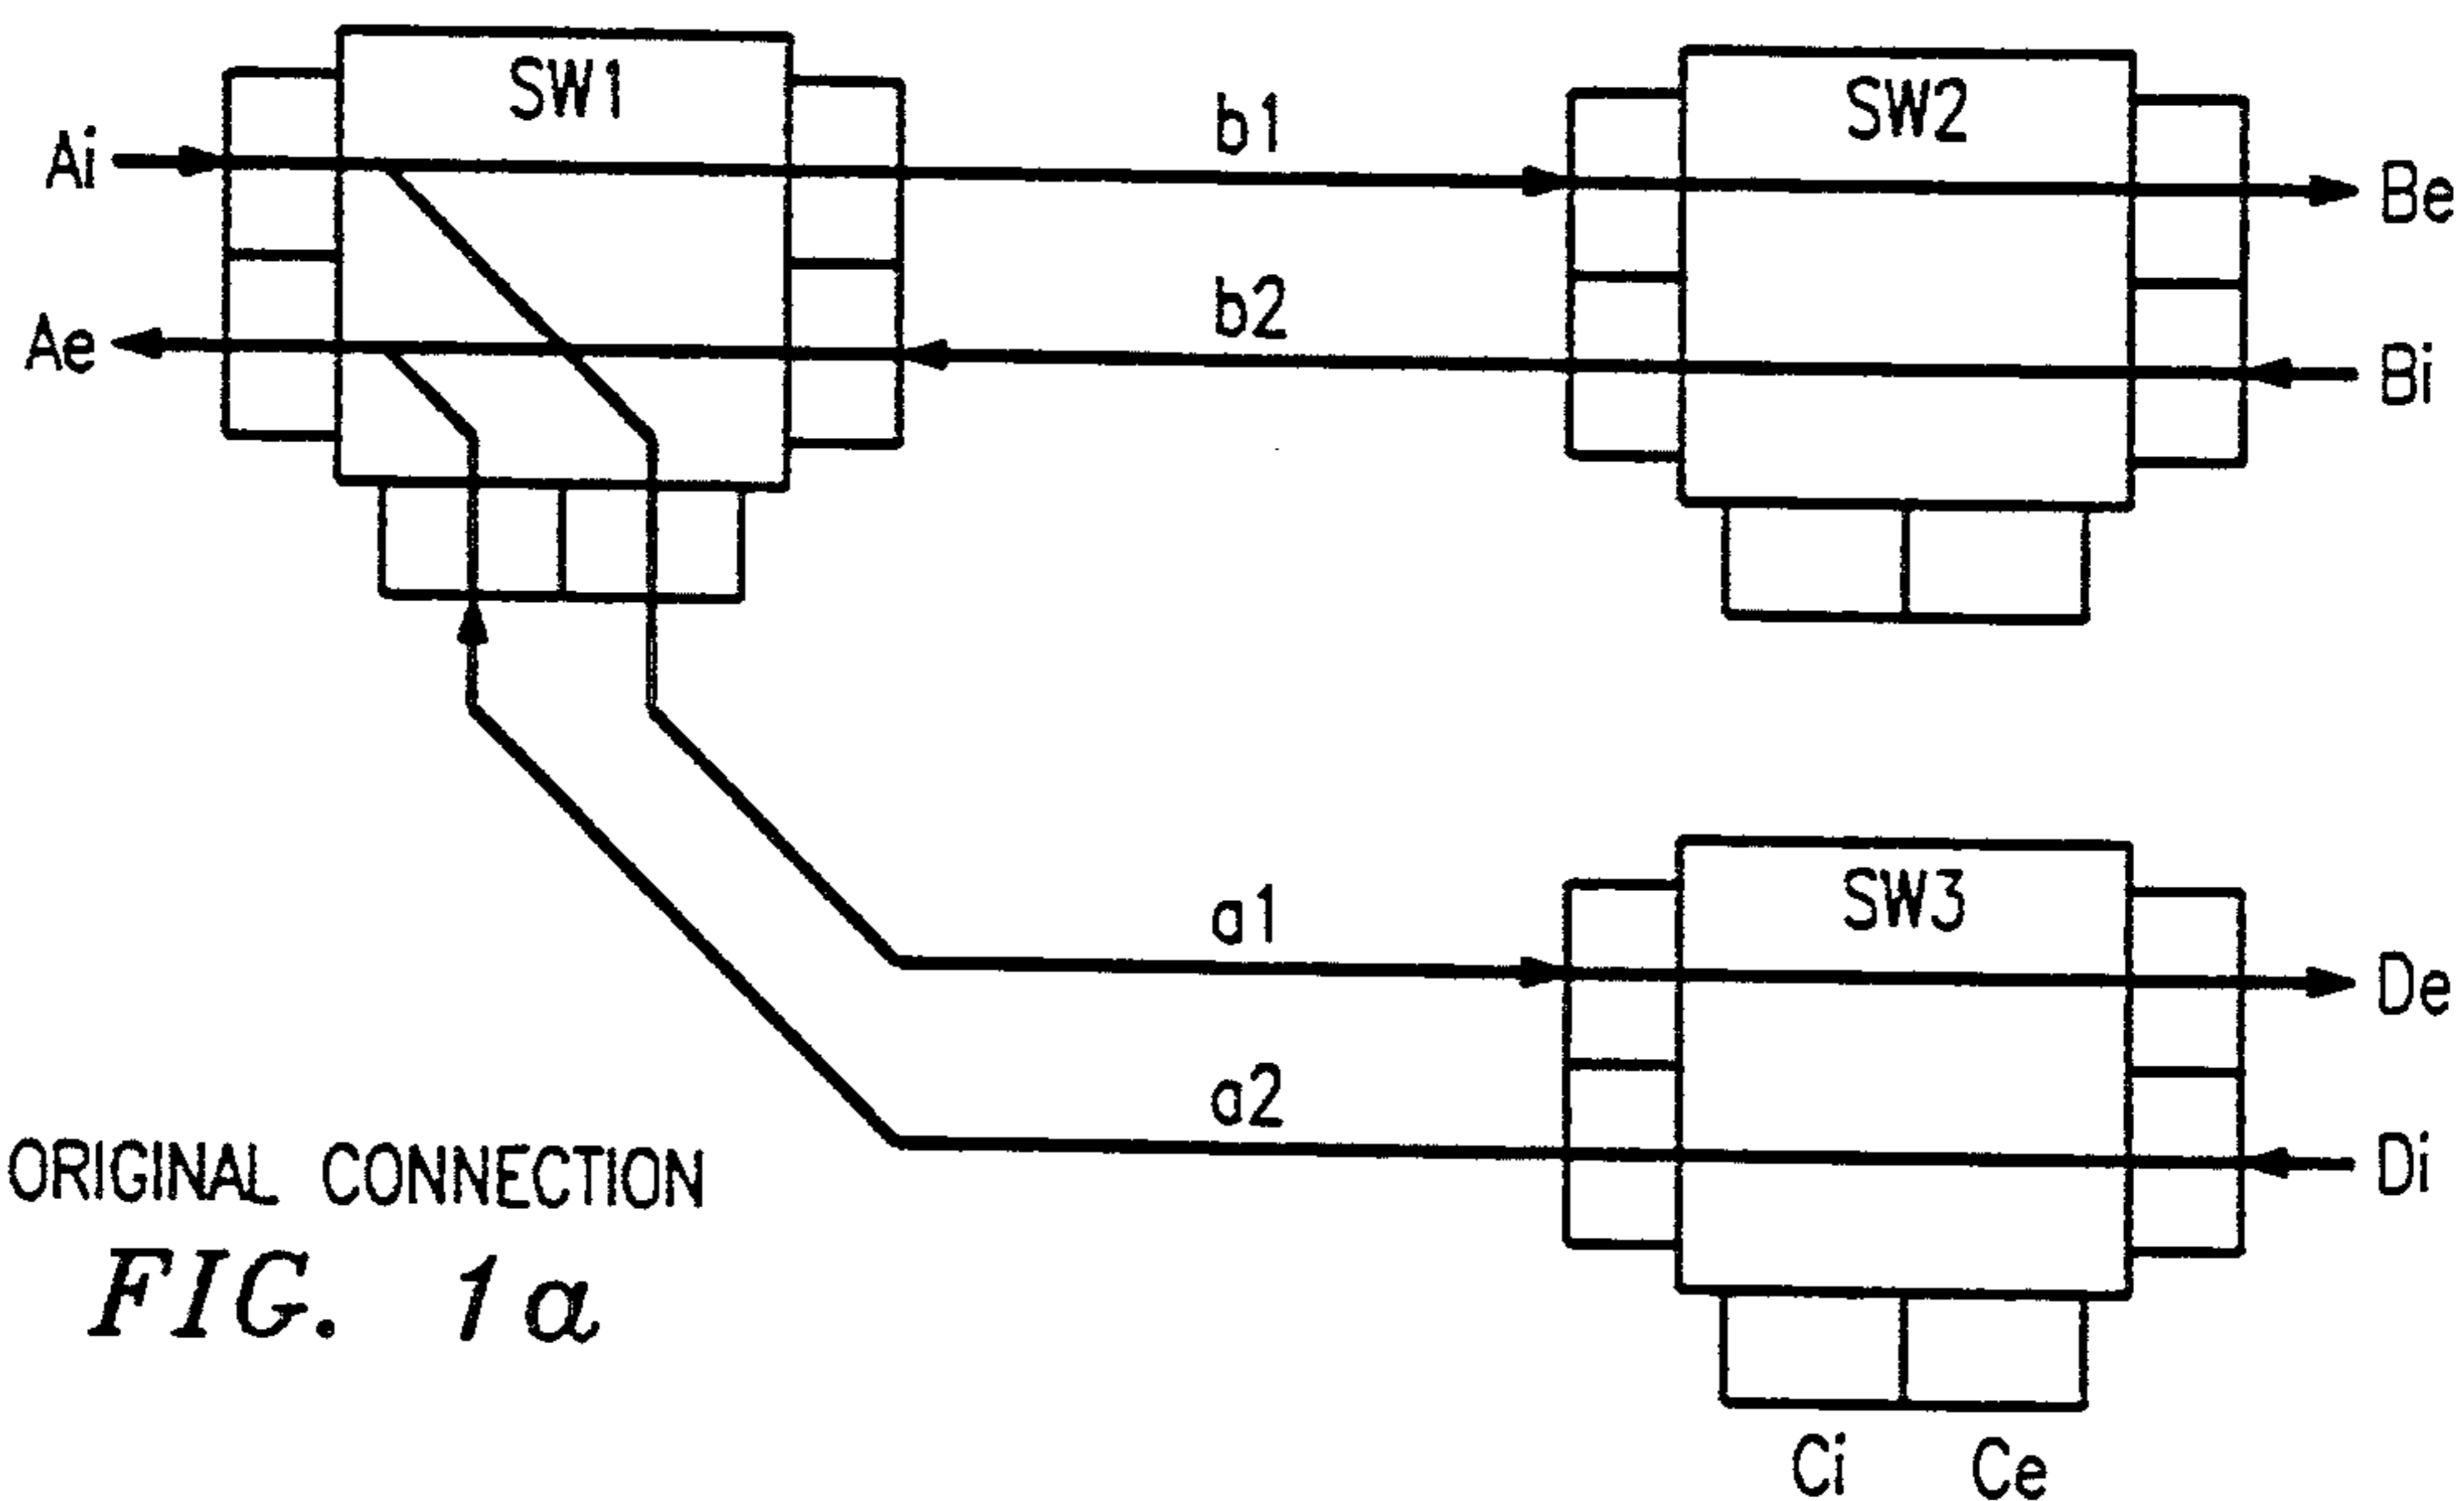 SW1
SW2
Ai
b1
Be
Ae
b2
Bi
SW3
a1
De
a2
Di
ORIGINAL CONNECTION
FIG. 1a
Ci Ce